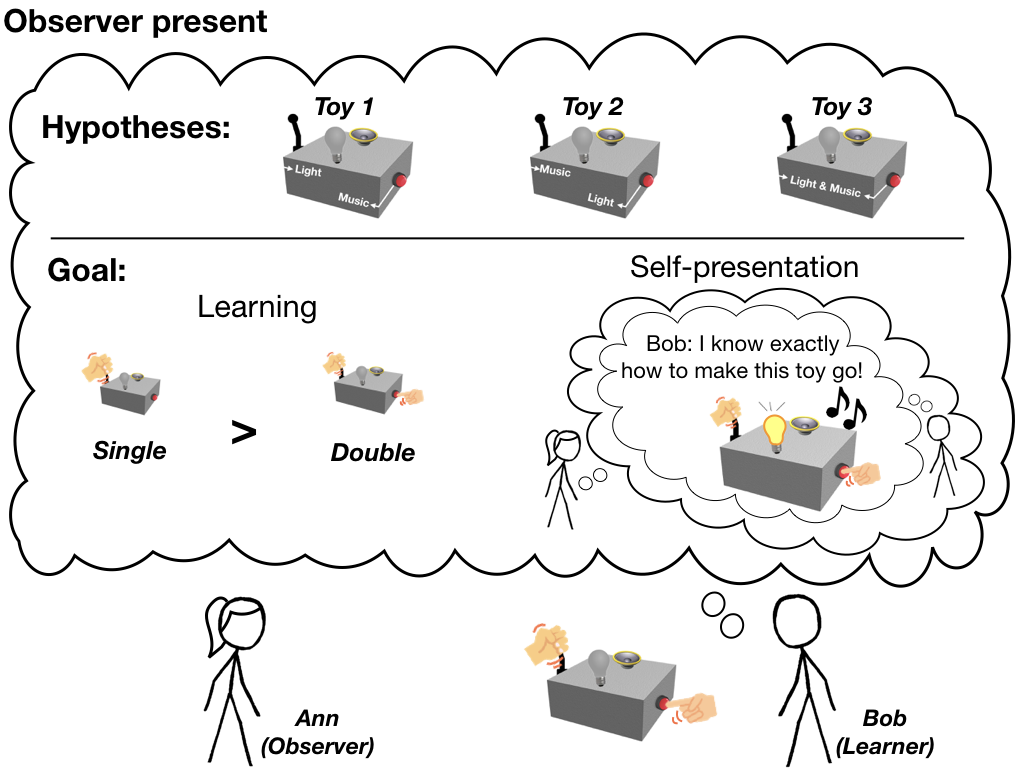 Observer present
Hypotheses:
Toy 1
Toy 2
Toy 3
Light
Music
Music
Light
Light & Music
Goal:
Learning
Self-presentation
Bob: I know exactly
how to make this toy go!
Single
>
Double
Ann
(Observer)
Bob
(Learner)